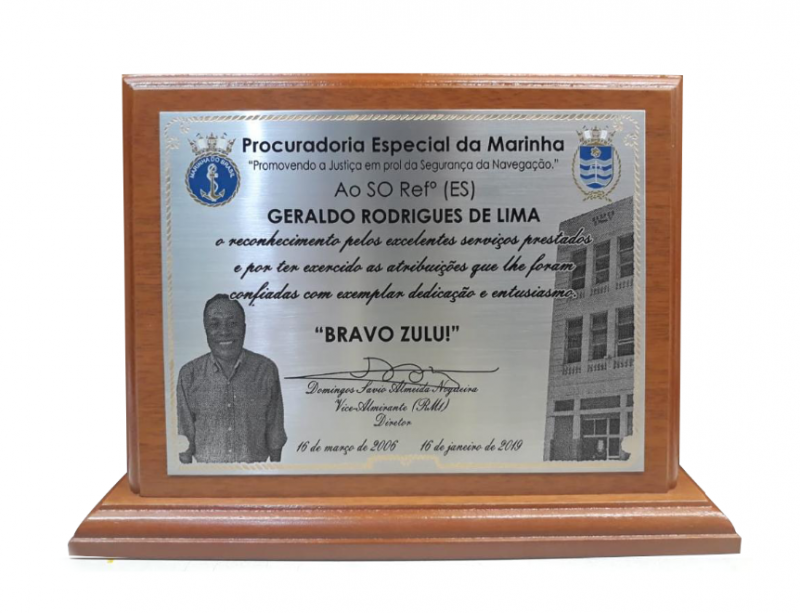 Procuradoria Especial da Marinha
"Promovendo a Justiça em prol da Segurança da Navegação."
MARINHA DO BRASIL
Ao SO Refº (ES)
GERALDO RODRIGUES DE LIMA
o reconhecimento pelos excelentes serviços prestados
e por ter exercido as atribuições que lhe foram
confiadas com exemplar dedicação e entusiasmo.
"BRAVO ZULU!"
Domingos Savio Almeida Nogueira
Vice-Almirante (RM1)
Diretor
16 de março de 2006 16 de janeiro de 2019